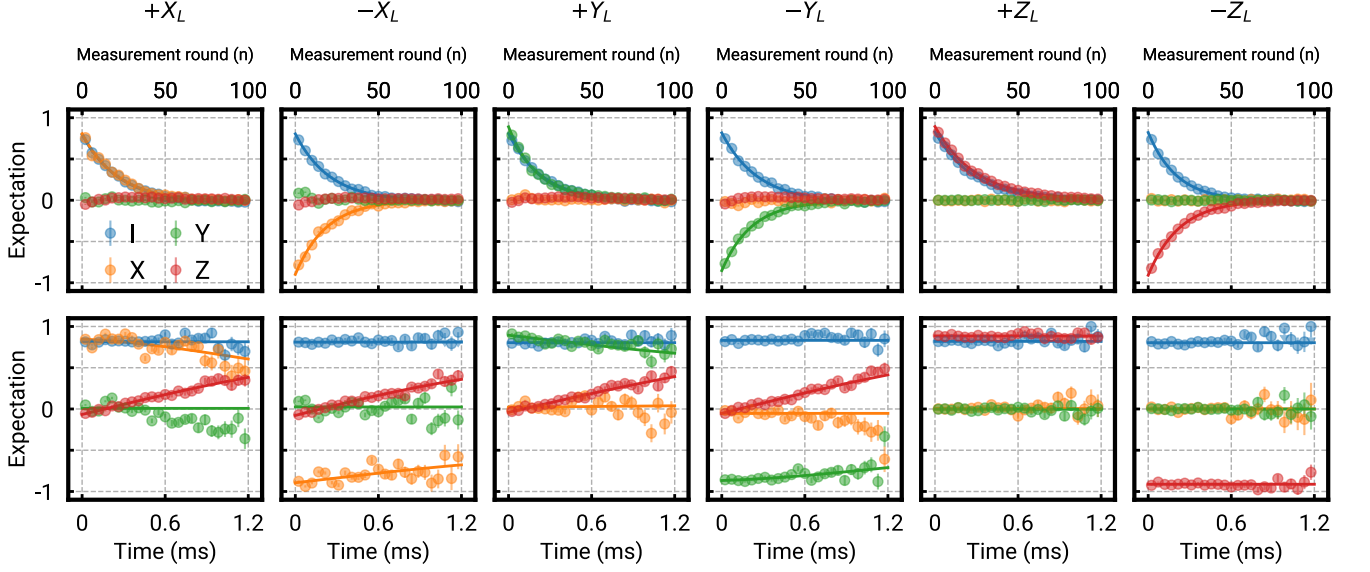 +X_L −X_L +Y_L −Y_L +Z_L −Z_L
Measurement round (n) Measurement round (n) Measurement round (n) Measurement round (n) Measurement round (n) Measurement round (n)
0 50 100 0 50 100 0 50 100 0 50 100 0 50 100 0 50 100
1
Expectation
0
I Y
X Z
-1
1
Expectation
0
-1
0 0.6 1.2 0 0.6 1.2 0 0.6 1.2 0 0.6 1.2 0 0.6 1.2 0 0.6 1.2
Time (ms) Time (ms) Time (ms) Time (ms) Time (ms) Time (ms)